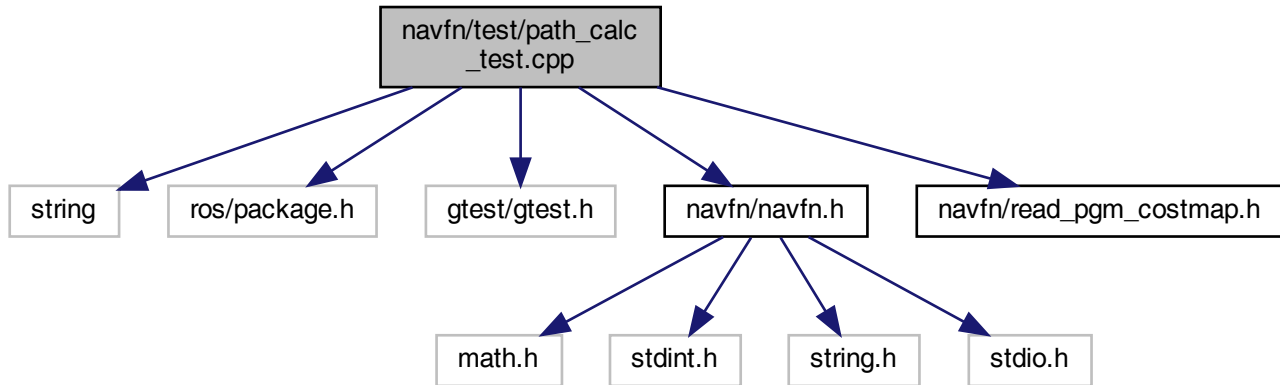 navfn/test/path_calc
_test.cpp
string
ros/package.h
gtest/gtest.h
navfn/navfn.h
navfn/read_pgm_costmap.h
math.h
stdint.h
string.h
stdio.h